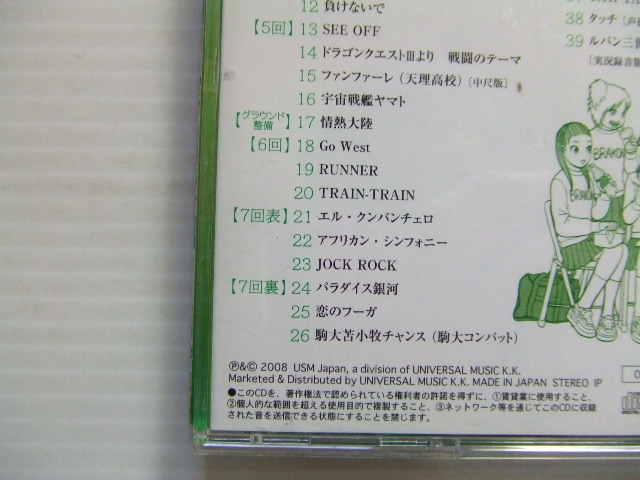 12 負けないで
【5回】13 SEE OFF
14 ドラゴンクエストIIIより 戦闘のテーマ
15 ファンファーレ（天理高校）［中尺版］
16 宇宙戦艦ヤマト
【グラウンド整備】17 情熱大陸
【6回】18 Go West
19 RUNNER
20 TRAIN-TRAIN
【7回表】21 エル・クンバンチェロ
22 アフリカン・シンフォニー
23 JOCK ROCK
【7回裏】24 パラダイス銀河
25 恋のフーガ
26 駒大苫小牧チャンス（駒大コンバット）
38 タッチ
39 ルパン三世
［実況録音盤
BRAKOK
℗&© 2008 USM Japan, a division of UNIVERSAL MUSIC K.K.
Marketed & Distributed by UNIVERSAL MUSIC K.K. MADE IN JAPAN STEREO IP
●このCDを、著作権法で認められている権利者の許諾を得ずに、①賃貸業に使用すること、
②個人的な範囲を超える使用目的で複製すること、③ネットワーク等を通じてこのCDに収録
された音を送信できる状態にすることを禁じます。